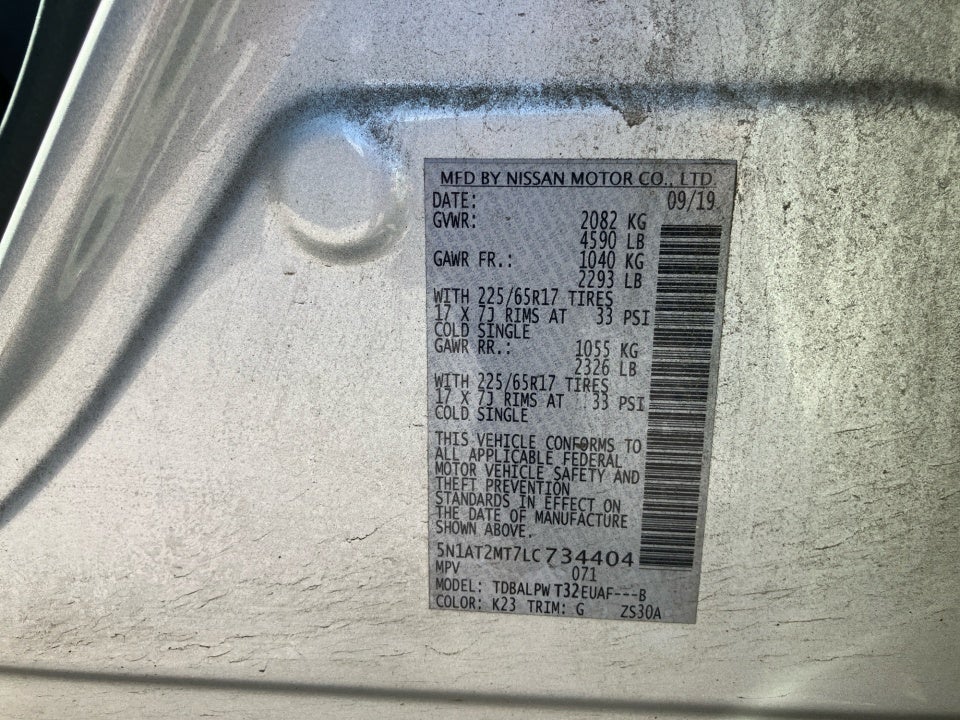 MFD BY NISSAN MOTOR CO., LTD.
DATE: 09/19
GVWR: 2082 KG
4590 LB
GAWR FR.: 1040 KG
2293 LB
WITH 225/65R17 TIRES
17 X 7J RIMS AT 33 PSI
COLD SINGLE
GAWR RR.: 1055 KG
2326 LB
WITH 225/65R17 TIRES
17 X 7J RIMS AT 33 PSI
COLD SINGLE
THIS VEHICLE CONFORMS TO
ALL APPLICABLE FEDERAL
MOTOR VEHICLE SAFETY AND
THEFT PREVENTION
STANDARDS IN EFFECT ON
THE DATE OF MANUFACTURE
SHOWN ABOVE.
5N1AT2MT7LC734404
MPV 071
MODEL: TDBALPW T32EUAF---B
COLOR: K23 TRIM: G ZS30A